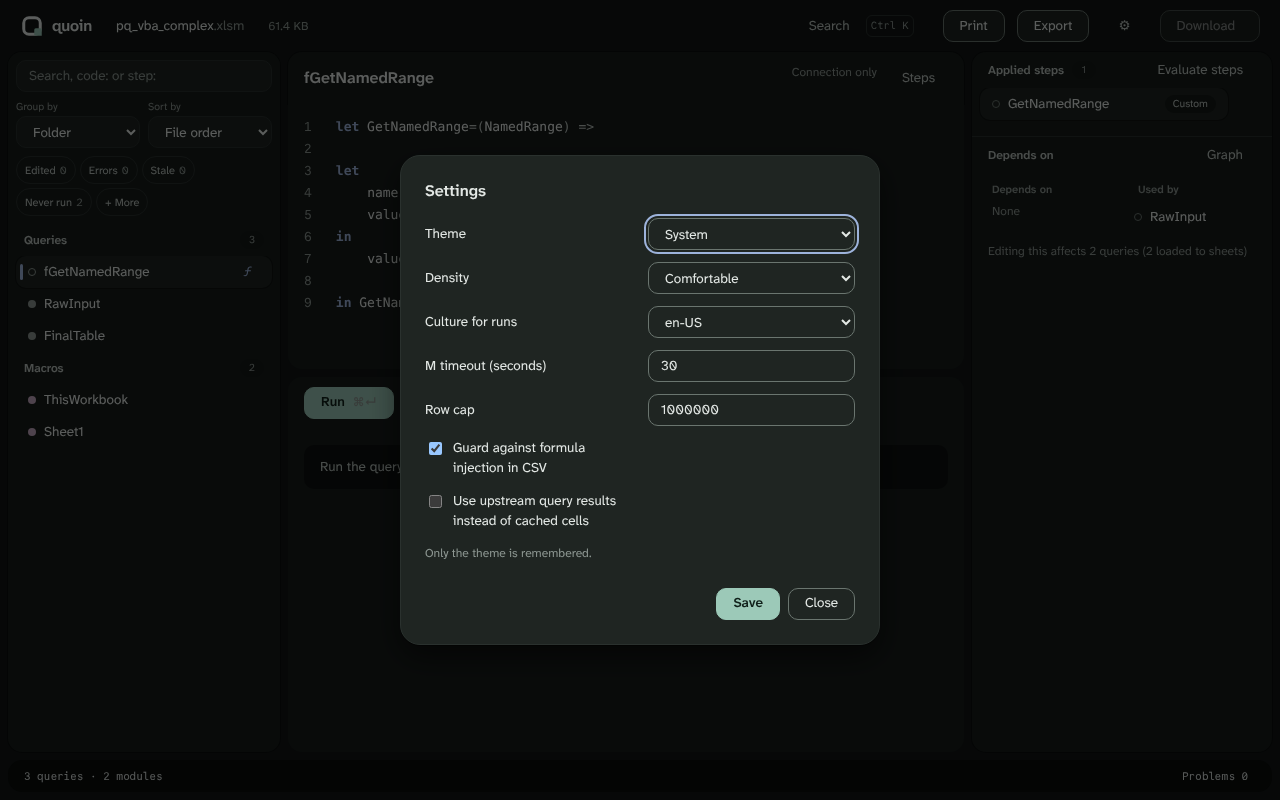 quoin
pq_vba_complex.xlsm
61.4 KB
Search
Ctrl K
Print
Export
Download
Search, code: or step:
Group by
Sort by
Folder
File order
Edited 0
Errors 0
Stale 0
Never run 2
+ More
Queries
3
fGetNamedRange
ƒ
RawInput
FinalTable
Macros
2
ThisWorkbook
Sheet1
fGetNamedRange
Connection only
Steps
1 let GetNamedRange=(NamedRange) =>
2
3 let
4 name
5
6 in
7
8
9 in GetNa
Run ⌘↵
Run the query
Settings
Theme
System
Density
Comfortable
Culture for runs
en-US
M timeout (seconds)
30
Row cap
1000000
Guard against formula
injection in CSV
Use upstream query results
instead of cached cells
Only the theme is remembered.
Save
Close
Applied steps
1
Evaluate steps
GetNamedRange
Custom
Depends on
Graph
Depends on
Used by
None
RawInput
Editing this affects 2 queries (2 loaded to sheets)
3 queries · 2 modules
Problems 0